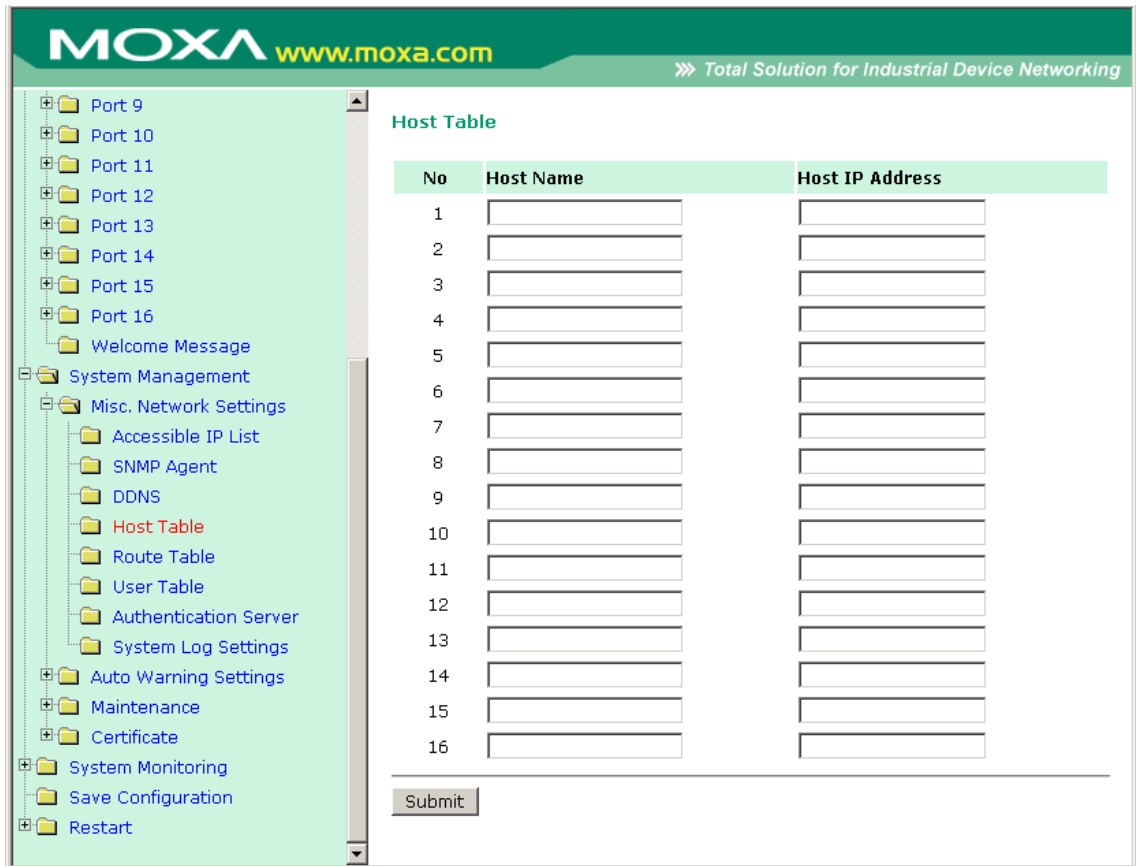 MOXA www.moxa.com
Total Solution for Industrial Device Networking
Port 9
Port 10
Port 11
Port 12
Port 13
Port 14
Port 15
Port 16
Welcome Message
System Management
Misc. Network Settings
Accessible IP List
SNMP Agent
DDNS
Host Table
Route Table
User Table
Authentication Server
System Log Settings
Auto Warning Settings
Maintenance
Certificate
System Monitoring
Save Configuration
Restart
Host Table
No Host Name Host IP Address
1
2
3
4
5
6
7
8
9
10
11
12
13
14
15
16
Submit